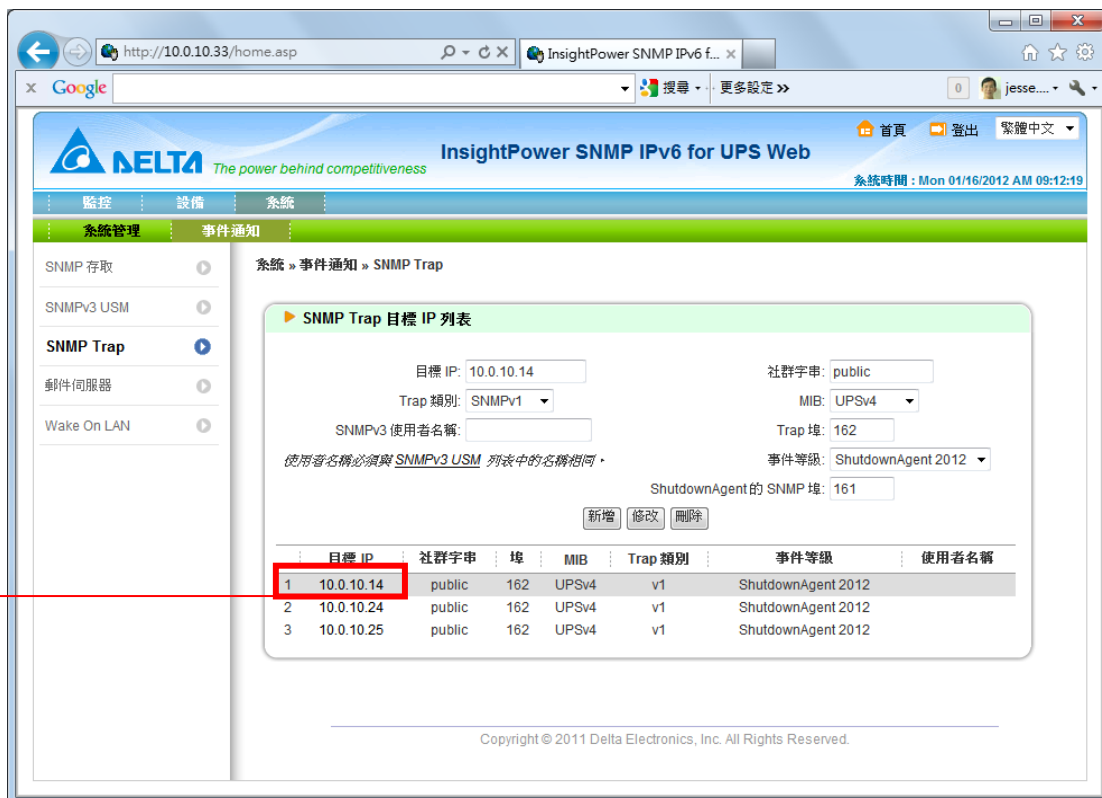 http://10.0.10.33/home.asp
InsightPower SNMP IPv6 f...
Google
搜尋
更多設定 »
0
jesse....
首頁
登出
繁體中文
DELTA The power behind competitiveness
InsightPower SNMP IPv6 for UPS Web
系統時間 : Mon 01/16/2012 AM 09:12:19
監控
設備
系統
系統管理
事件通知
SNMP 存取
SNMPv3 USM
SNMP Trap
郵件伺服器
Wake On LAN
系統 » 事件通知 » SNMP Trap
SNMP Trap 目標 IP 列表
目標 IP: 10.0.10.14
社群字串: public
Trap 類別: SNMPv1
MIB: UPSv4
SNMPv3 使用者名稱:
Trap 埠: 162
使用者名稱必須與 SNMPv3 USM 列表中的名稱相同。
事件等級: ShutdownAgent 2012
ShutdownAgent 的 SNMP 埠: 161
新增 修改 刪除
目標 IP 社群字串 埠 MIB Trap 類別 事件等級 使用者名稱
1 10.0.10.14 public 162 UPSv4 v1 ShutdownAgent 2012
2 10.0.10.24 public 162 UPSv4 v1 ShutdownAgent 2012
3 10.0.10.25 public 162 UPSv4 v1 ShutdownAgent 2012
Copyright © 2011 Delta Electronics, Inc. All Rights Reserved.